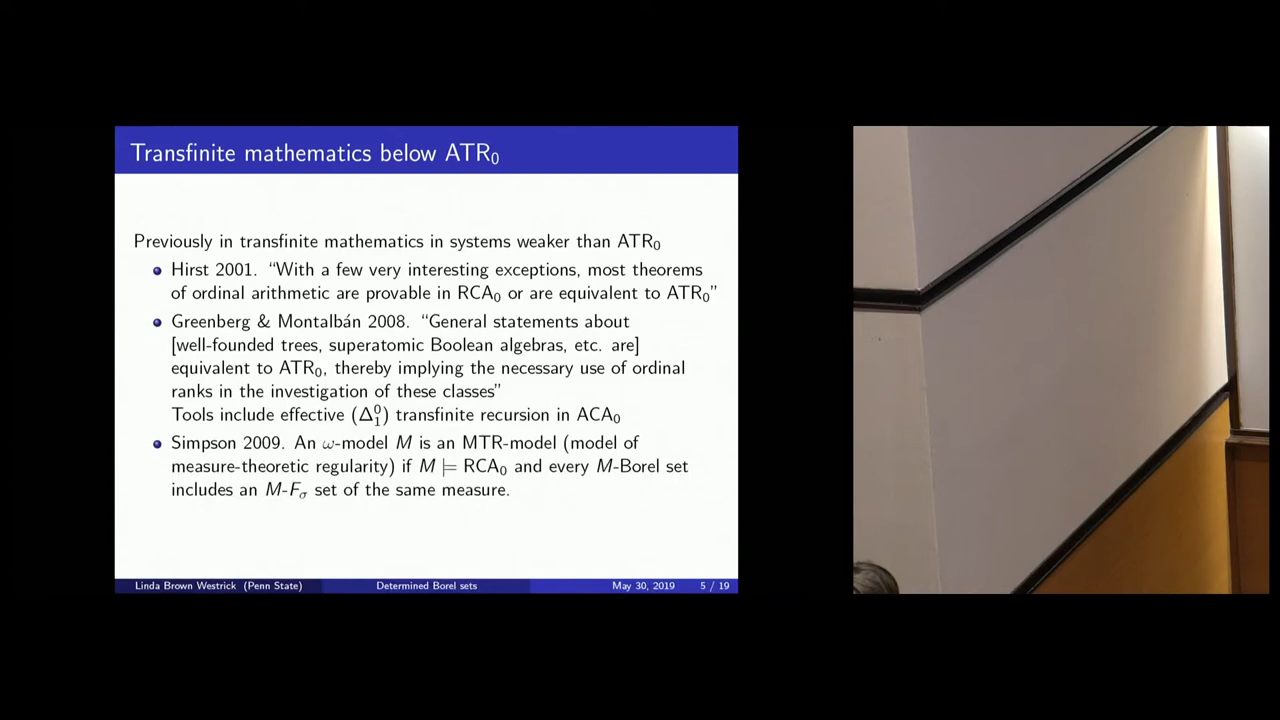 Transfinite mathematics below ATR₀
Previously in transfinite mathematics in systems weaker than ATR₀
Hirst 2001. “With a few very interesting exceptions, most theorems
of ordinal arithmetic are provable in RCA₀ or are equivalent to ATR₀”
Greenberg & Montalbán 2008. “General statements about
[well-founded trees, superatomic Boolean algebras, etc. are]
equivalent to ATR₀, thereby implying the necessary use of ordinal
ranks in the investigation of these classes”
Tools include effective (Δ⁰₁) transfinite recursion in ACA₀
Simpson 2009. An ω-model M is an MTR-model (model of
measure-theoretic regularity) if M ⊨ RCA₀ and every M-Borel set
includes an M-Fσ set of the same measure.
Linda Brown Westrick (Penn State) Determined Borel sets May 30, 2019 5 / 19